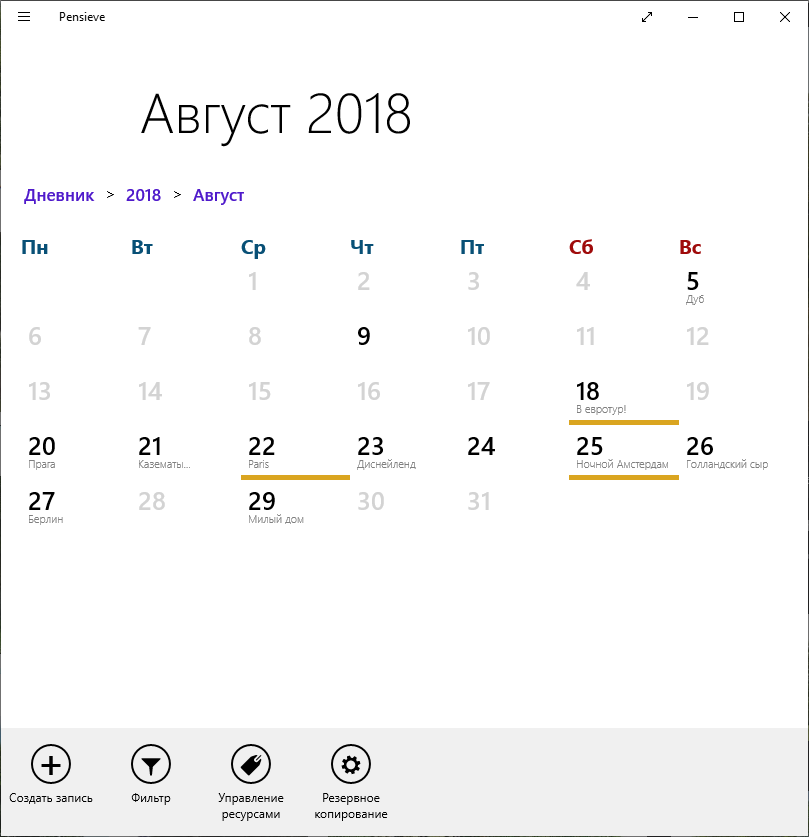 Pensieve
Август 2018
Дневник > 2018 > Август
Пн Вт Ср Чт Пт Сб Вс
1 2 3 4 5
Дуб
6 7 8 9 10 11 12
13 14 15 16 17 18 19
В евротур!
20 21 22 23 24 25 26
Прага Казематы... Paris Диснейленд Ночной Амстердам Голландский сыр
27 28 29 30 31
Берлин Милый дом
Создать запись Фильтр Управление Резервное
ресурсами копирование